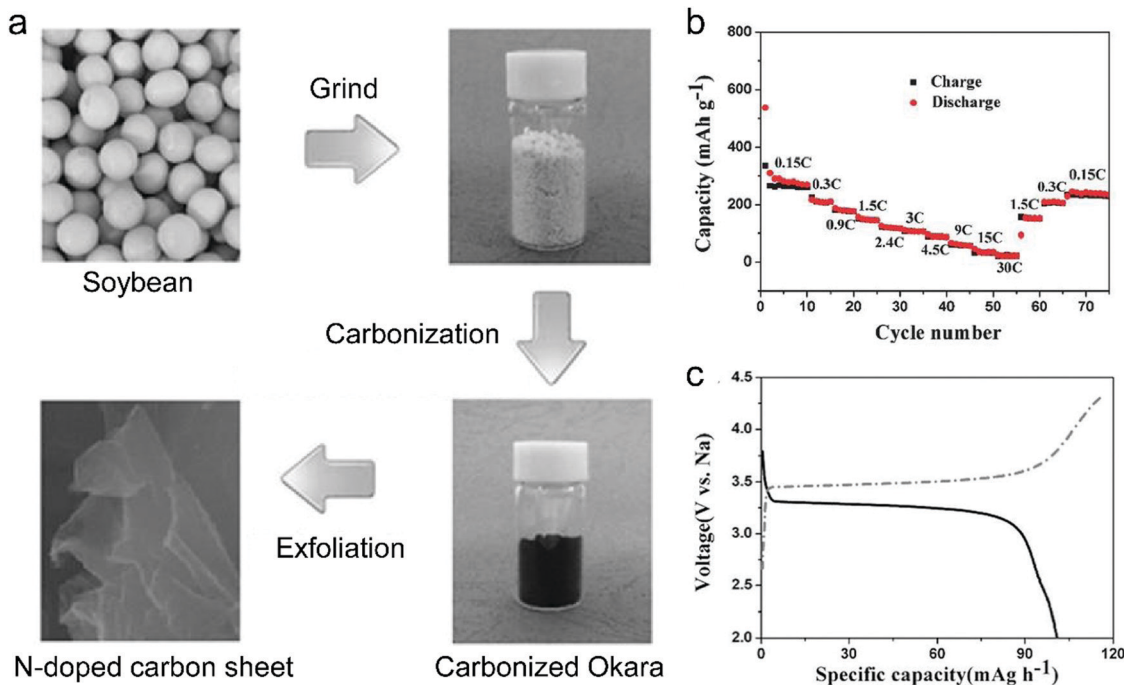 a
Grind
Soybean
Carbonization
Exfoliation
N-doped carbon sheet
Carbonized Okara
b
800
600
400
200
0
Capacity (mAh g-1)
Charge
Discharge
0.15C
0.3C
0.9C
1.5C
2.4C
3C
4.5C
9C
15C
30C
1.5C
0.3C
0.15C
0 10 20 30 40 50 60 70
Cycle number
c
4.5
4.0
3.5
3.0
2.5
2.0
Voltage(V vs. Na)
0 30 60 90 120
Specific capacity(mAg h-1)